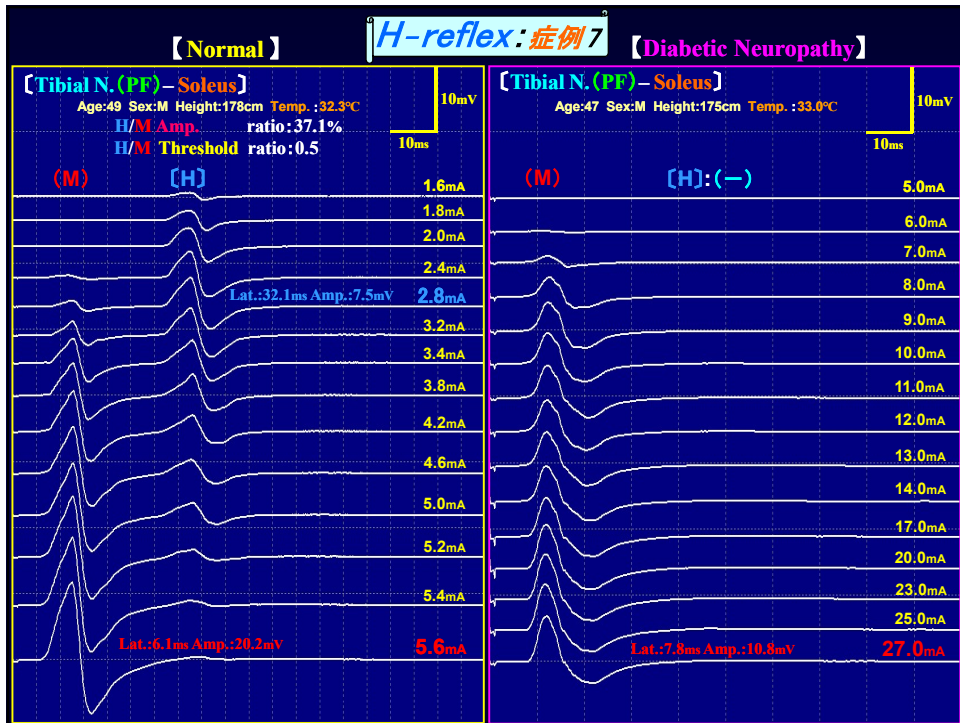 H-reflex:症例7
【Normal】
〔Tibial N.(PF)–Soleus〕
Age:49 Sex:M Height:178cm Temp.:32.3℃
H/M Amp. ratio:37.1%
H/M Threshold ratio:0.5
10mV
10ms
(M) 〔H〕
1.6mA
1.8mA
2.0mA
2.4mA
Lat.:32.1ms Amp.:7.5mV 2.8mA
3.2mA
3.4mA
3.8mA
4.2mA
4.6mA
5.0mA
5.2mA
5.4mA
Lat.:6.1ms Amp.:20.2mV 5.6mA
【Diabetic Neuropathy】
〔Tibial N.(PF)–Soleus〕
Age:47 Sex:M Height:175cm Temp.:33.0℃
10mV
10ms
(M) 〔H〕:(—)
5.0mA
6.0mA
7.0mA
8.0mA
9.0mA
10.0mA
11.0mA
12.0mA
13.0mA
14.0mA
17.0mA
20.0mA
23.0mA
25.0mA
Lat.:7.8ms Amp.:10.8mV 27.0mA